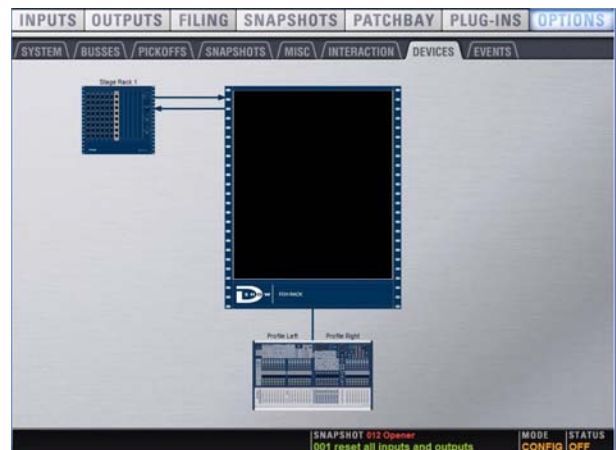 INPUTS OUTPUTS FILING SNAPSHOTS PATCHBAY PLUG-INS OPTIONS
SYSTEM BUSSES PICKOFFS SNAPSHOTS MISC INTERACTION DEVICES EVENTS
Stage Rack 1
FOH RACK
Profile Left Profile Right
SNAPSHOT 012 Opener MODE STATUS
001 reset all inputs and outputs CONFIG OFF